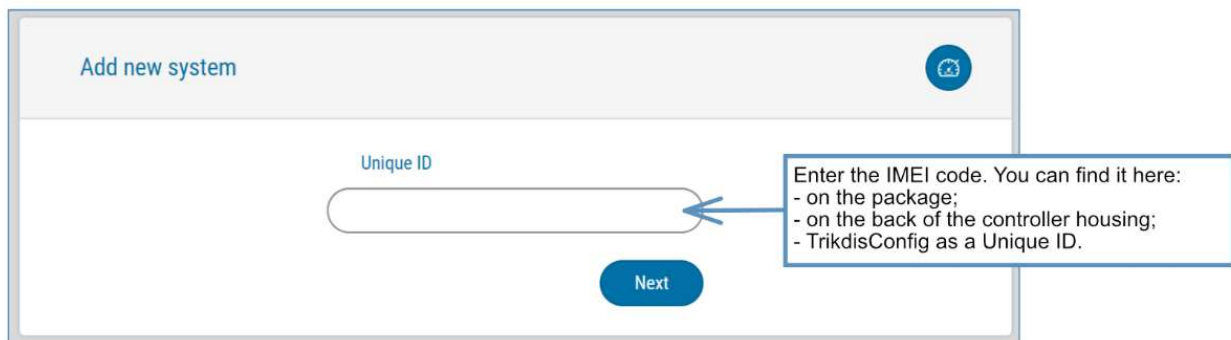 Add new system
Unique ID
Enter the IMEI code. You can find it here:
- on the package;
- on the back of the controller housing;
- TrikdisConfig as a Unique ID.
Next